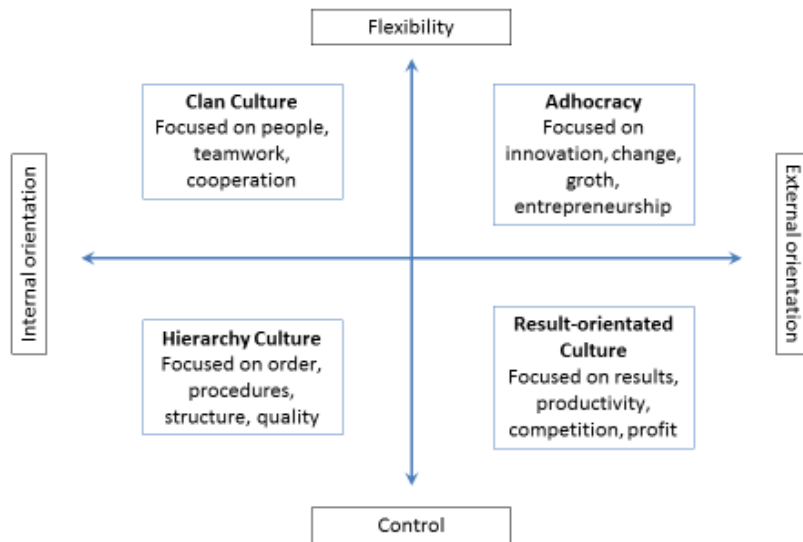 Flexibility
Clan Culture
Focused on people,
teamwork,
cooperation
Adhocracy
Focused on
innovation, change,
groth,
entrepreneurship
Internal orientation
External orientation
Hierarchy Culture
Focused on order,
procedures,
structure, quality
Result-orientated
Culture
Focused on results,
productivity,
competition, profit
Control